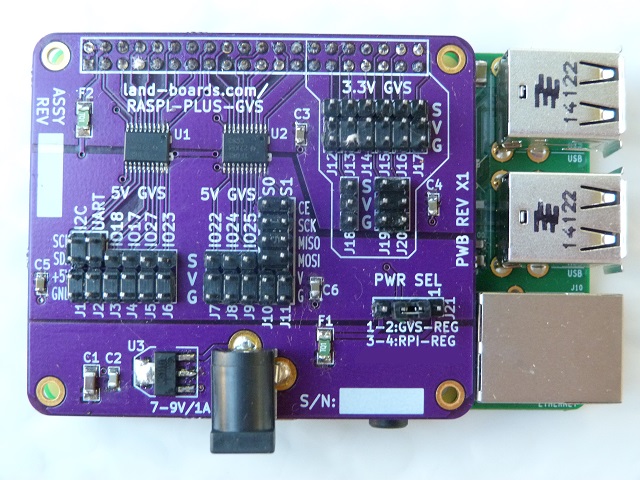 land-boards.com/
RASPI-PLUS-GVS
ASSY
REV
F2
U1
U2
C3
3.3V GVS
S
V
G
J12
J13
J14
J15
J16
J17
5V GVS
5V GVS
I2C
UART
IO18
IO17
IO27
IO23
IO22
IO24
IO25
S0
S1
CE
SCK
MISO
MOSI
V
G
+5
S
V
G
S
V
G
J18
J19
J20
C4
PWB REV X1
C5
J1
J2
J3
J4
J5
J6
J7
J8
J9
J10
J11
C6
PWR SEL
J21
1-2:GVS-REG
3-4:RPI-REG
F1
C1
C2
U3
7-9V/1A
S/N:
14122
USB
14122
USB
J10